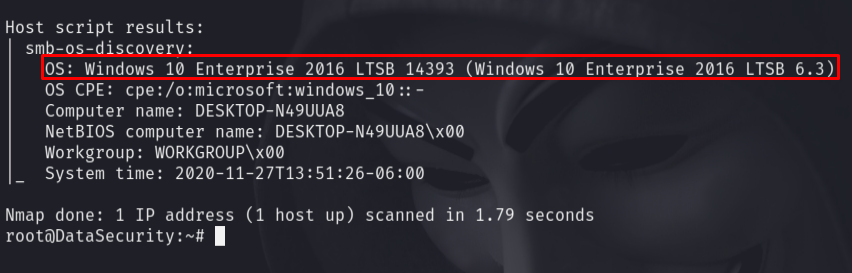 Host script results:
| smb-os-discovery:
|   OS: Windows 10 Enterprise 2016 LTSB 14393 (Windows 10 Enterprise 2016 LTSB 6.3)
|   OS CPE: cpe:/o:microsoft:windows_10::-
|   Computer name: DESKTOP-N49UUA8
|   NetBIOS computer name: DESKTOP-N49UUA8\x00
|   Workgroup: WORKGROUP\x00
|_  System time: 2020-11-27T13:51:26-06:00
Nmap done: 1 IP address (1 host up) scanned in 1.79 seconds
root@DataSecurity:~#